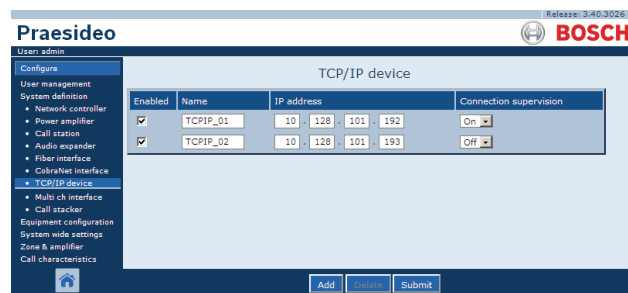 Release: 3.40.3026
Praesideo
BOSCH
User: admin
Configure
User management
System definition
• Network controller
• Power amplifier
• Call station
• Audio expander
• Fiber interface
• CobraNet interface
• TCP/IP device
• Multi ch interface
• Call stacker
Equipment configuration
System wide settings
Zone & amplifier
Call characteristics
TCP/IP device
Enabled Name IP address Connection supervision
TCPIP_01 10 . 128 . 101 . 192 On
TCPIP_02 10 . 128 . 101 . 193 Off
Add Delete Submit